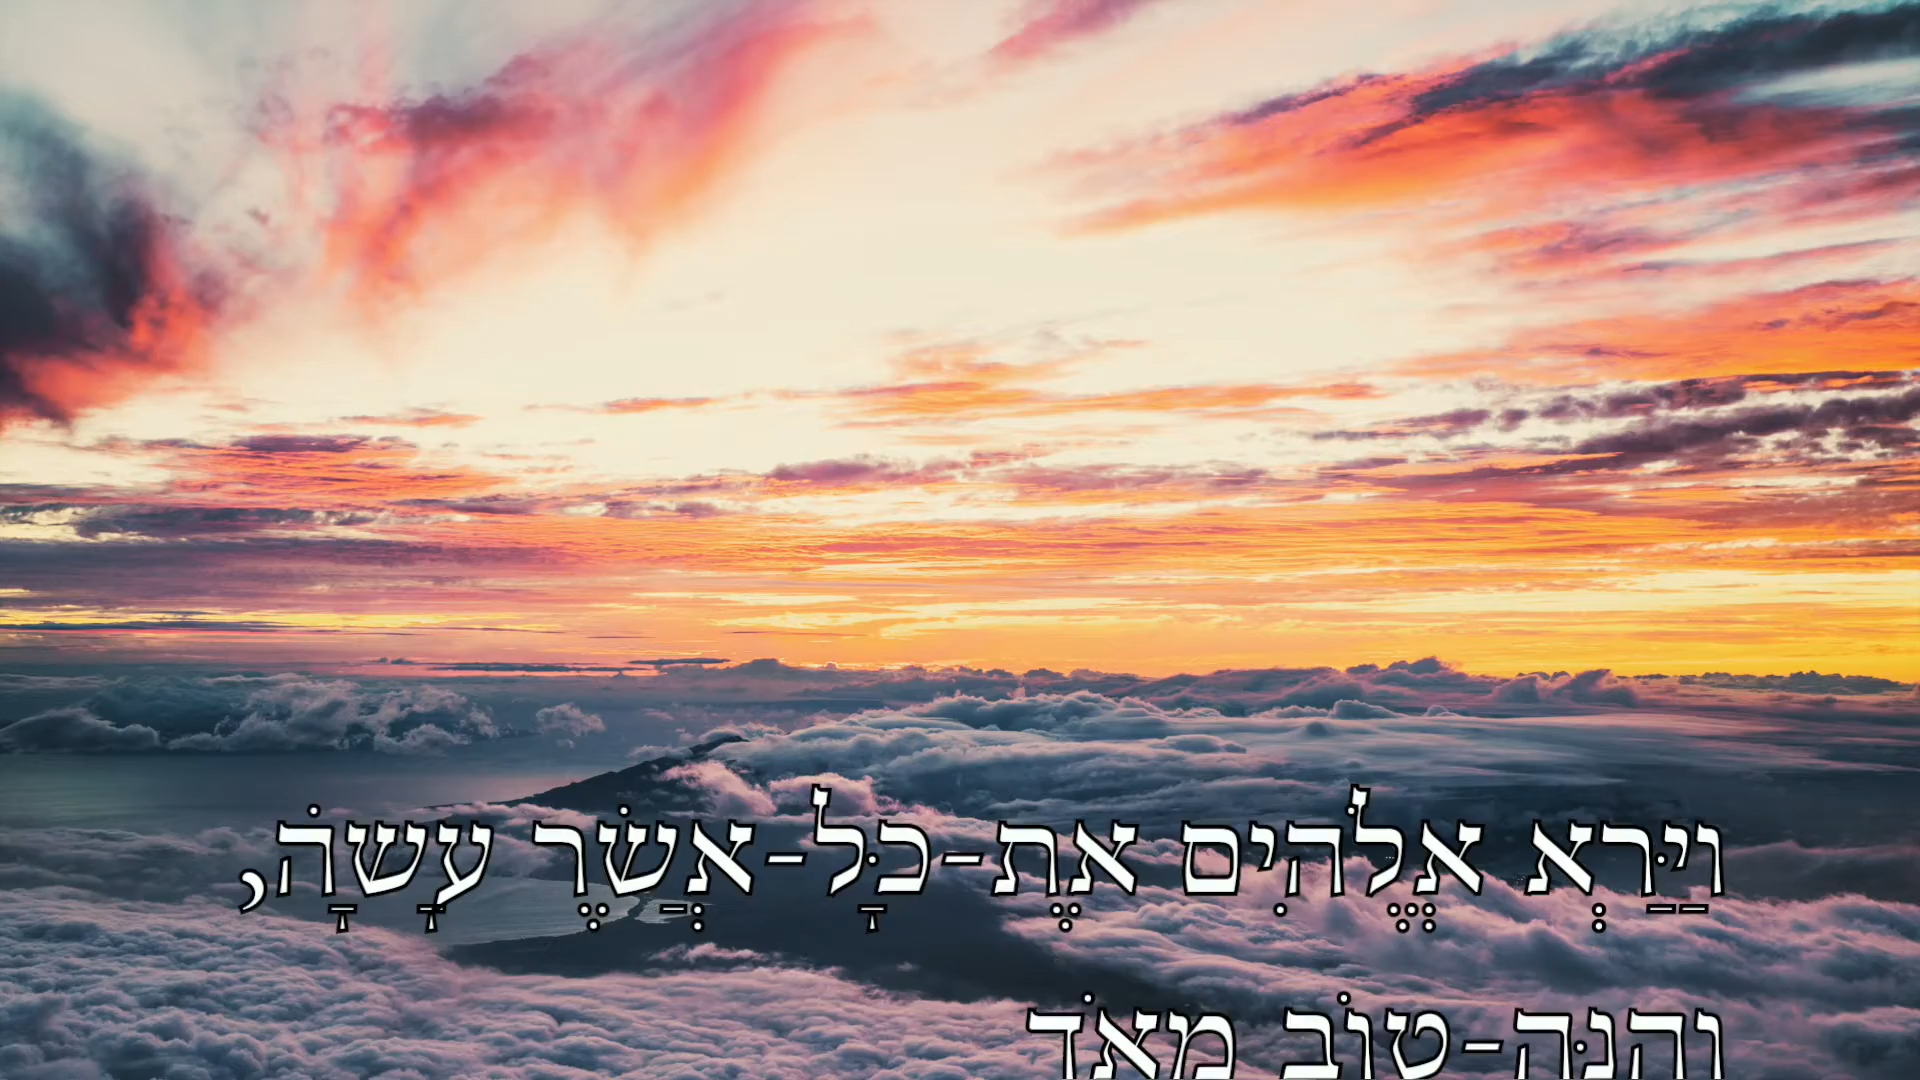 וַיַּרְא אֱלֹהִים אֶת-כָּל-אֲשֶׁר עָשָׂה,
והנּה-טוֹב מאֹד